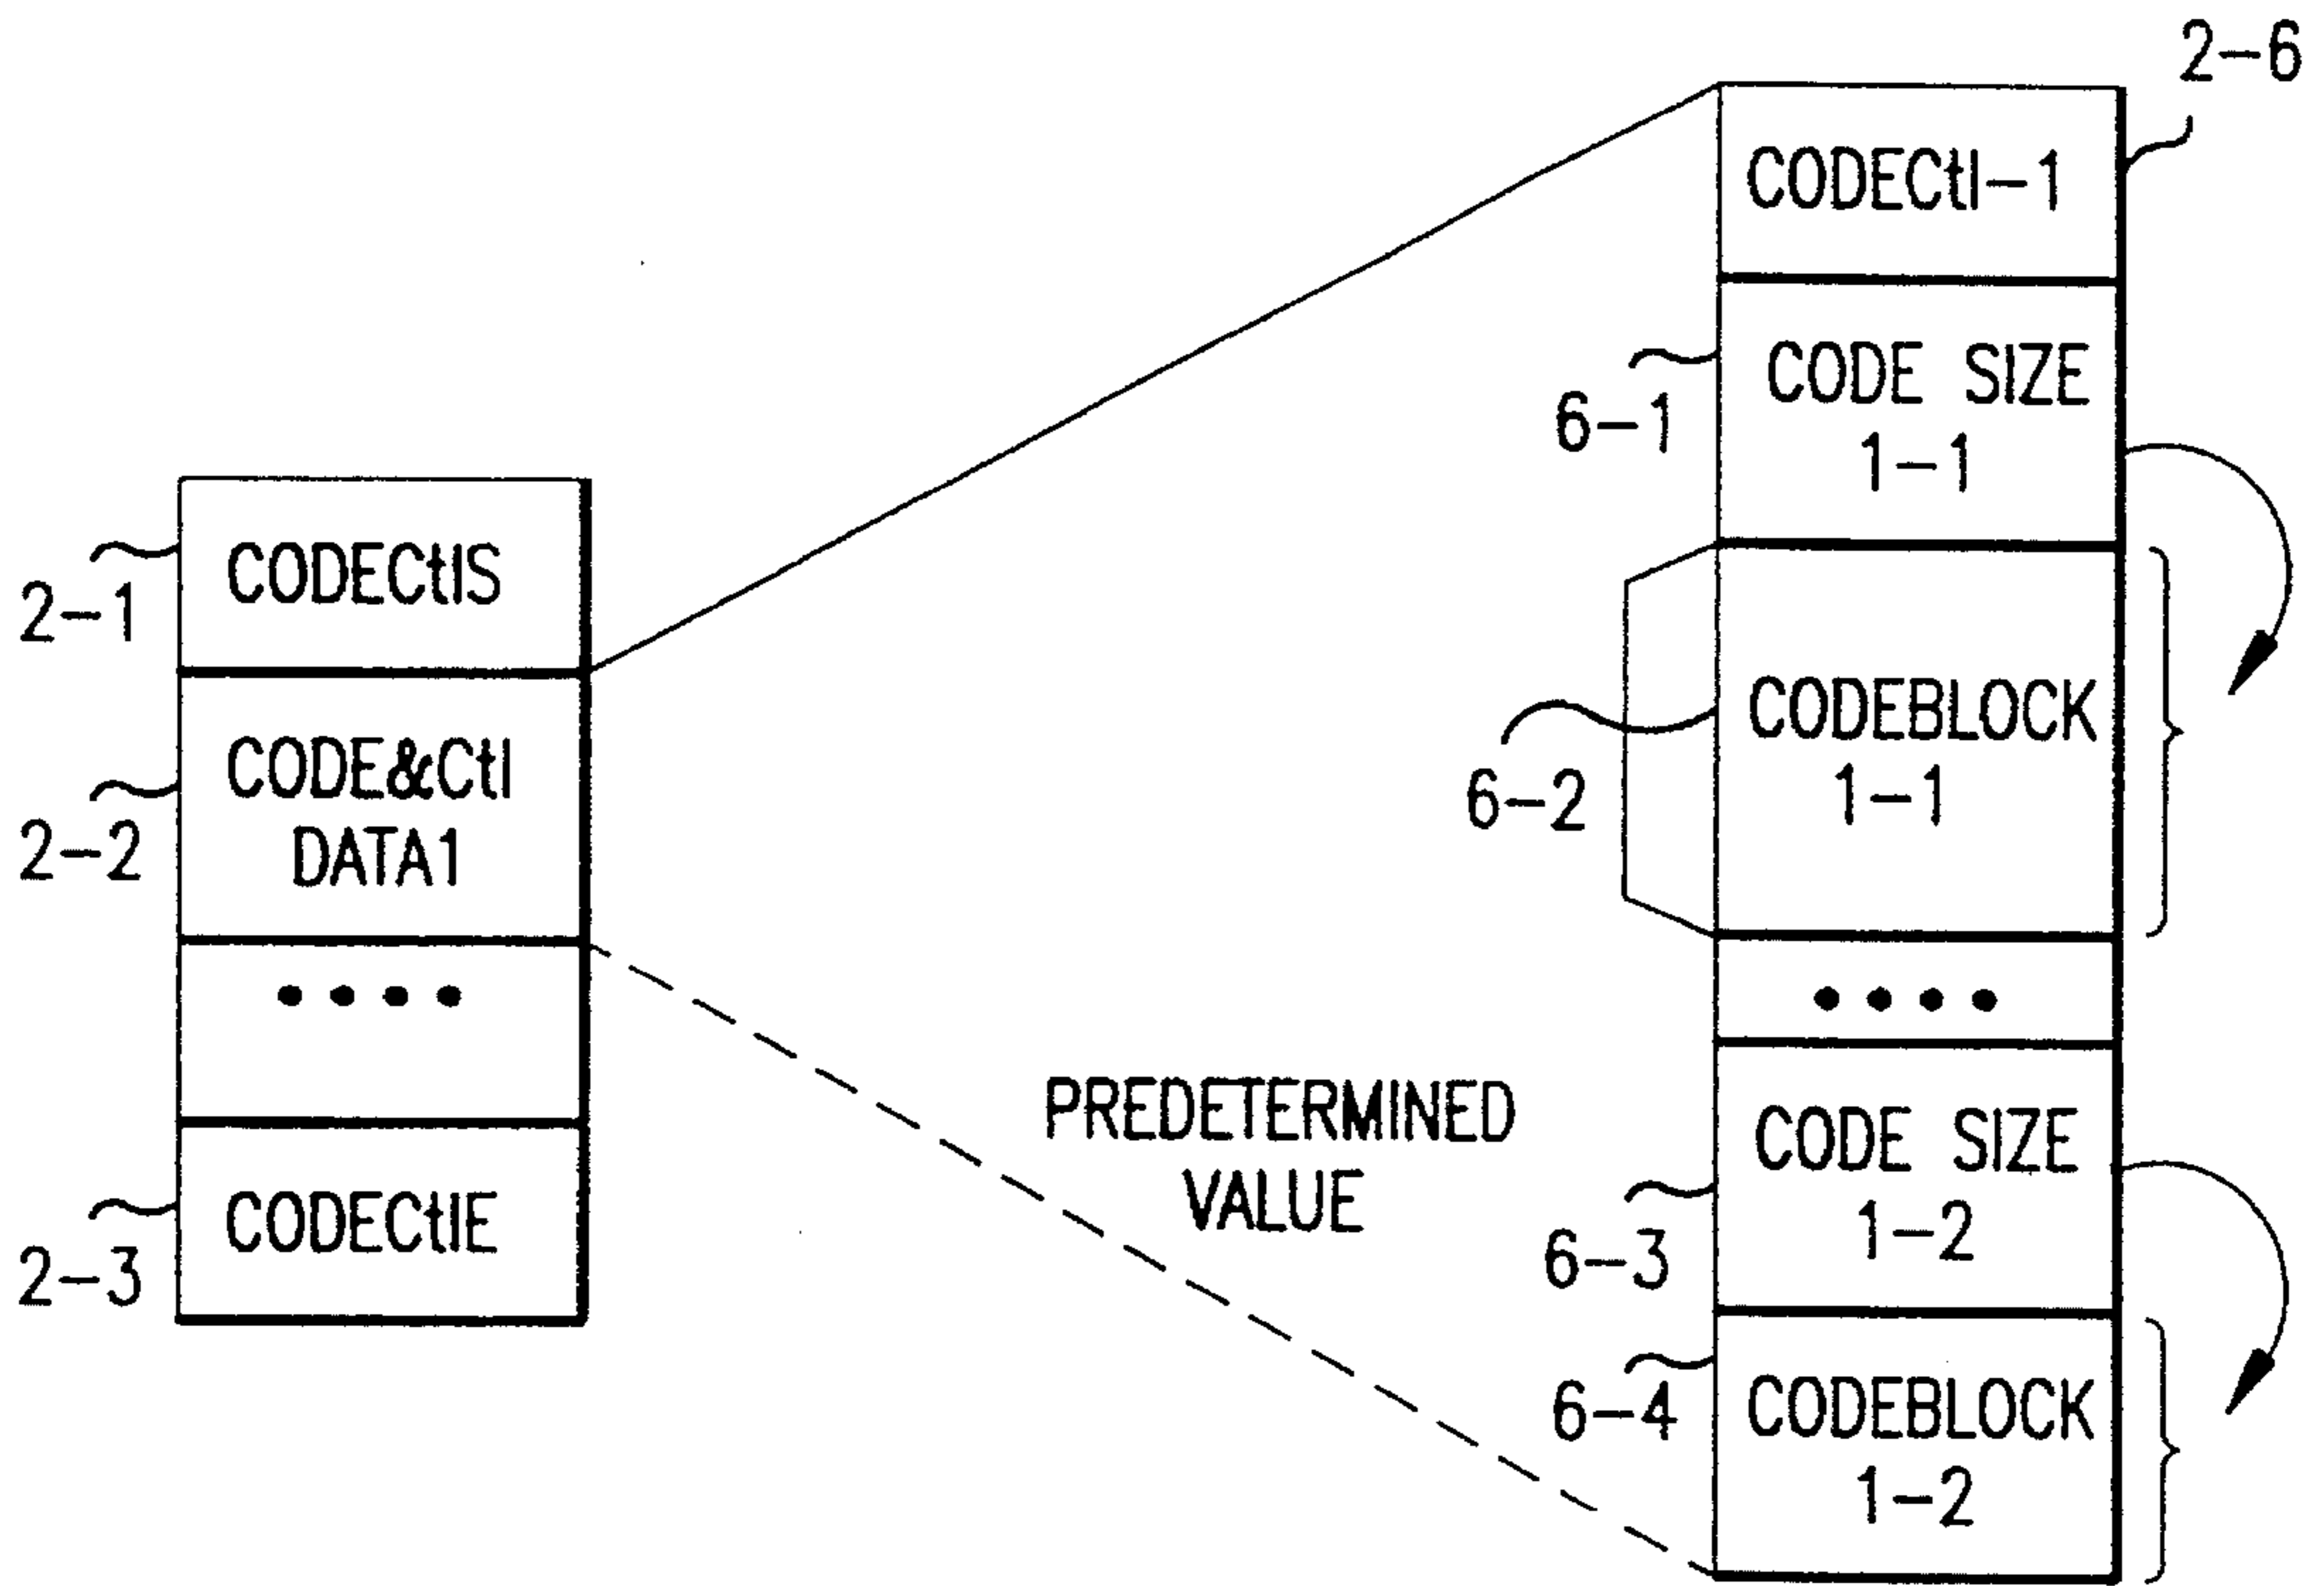 2-1
CODECtlS
2-2
CODE&Ctl
DATA1
2-3
CODECtlE
PREDETERMINED
VALUE
2-6
CODECtl-1
6-1
CODE SIZE
1-1
6-2
CODEBLOCK
1-1
6-3
CODE SIZE
1-2
6-4
CODEBLOCK
1-2